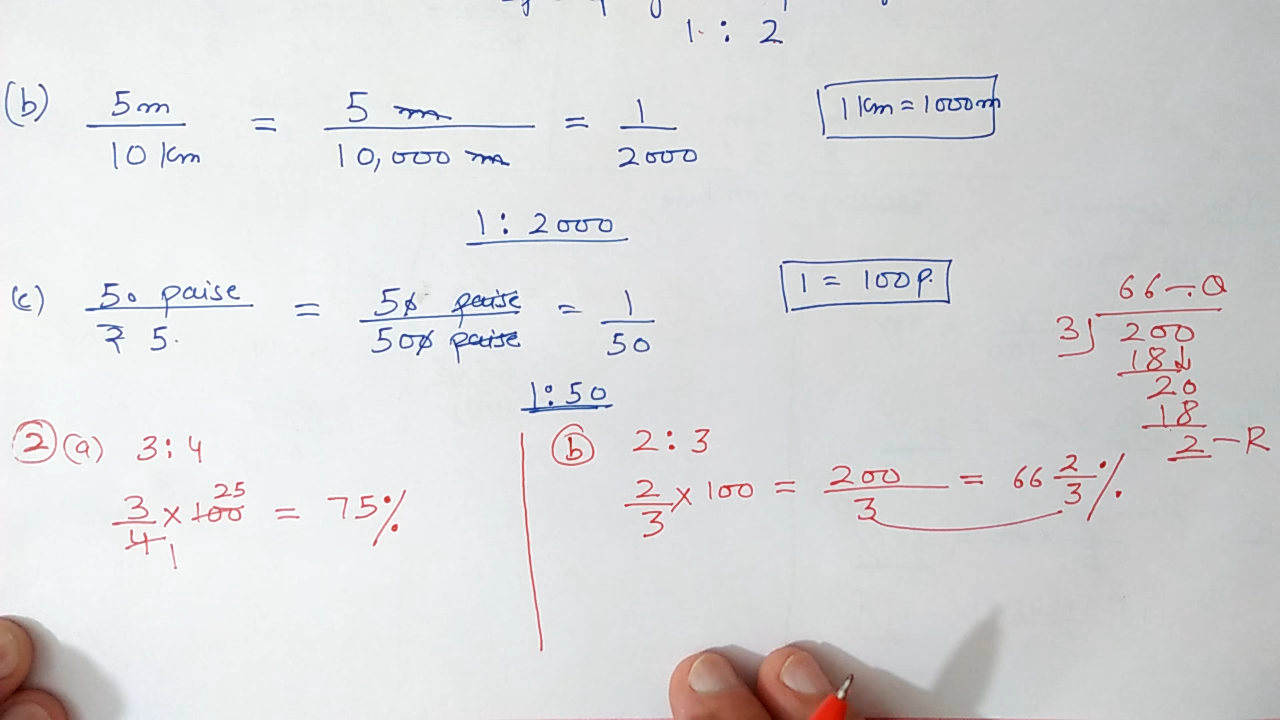 1 : 2
(b) 5m / 10 km = 5 m / 10,000 m = 1 / 2000
1 km = 1000m
1 : 2000
(c) 50 paise / ₹ 5. = 50 paise / 500 paise = 1 / 50
1 = 100p.
1:50
66 - Q
3) 200
18↓
20
18
2 - R
2 (a) 3:4
3/4 × 100 = 75%
25
1
b 2:3
2/3 × 100 = 200/3 = 66 2/3 %